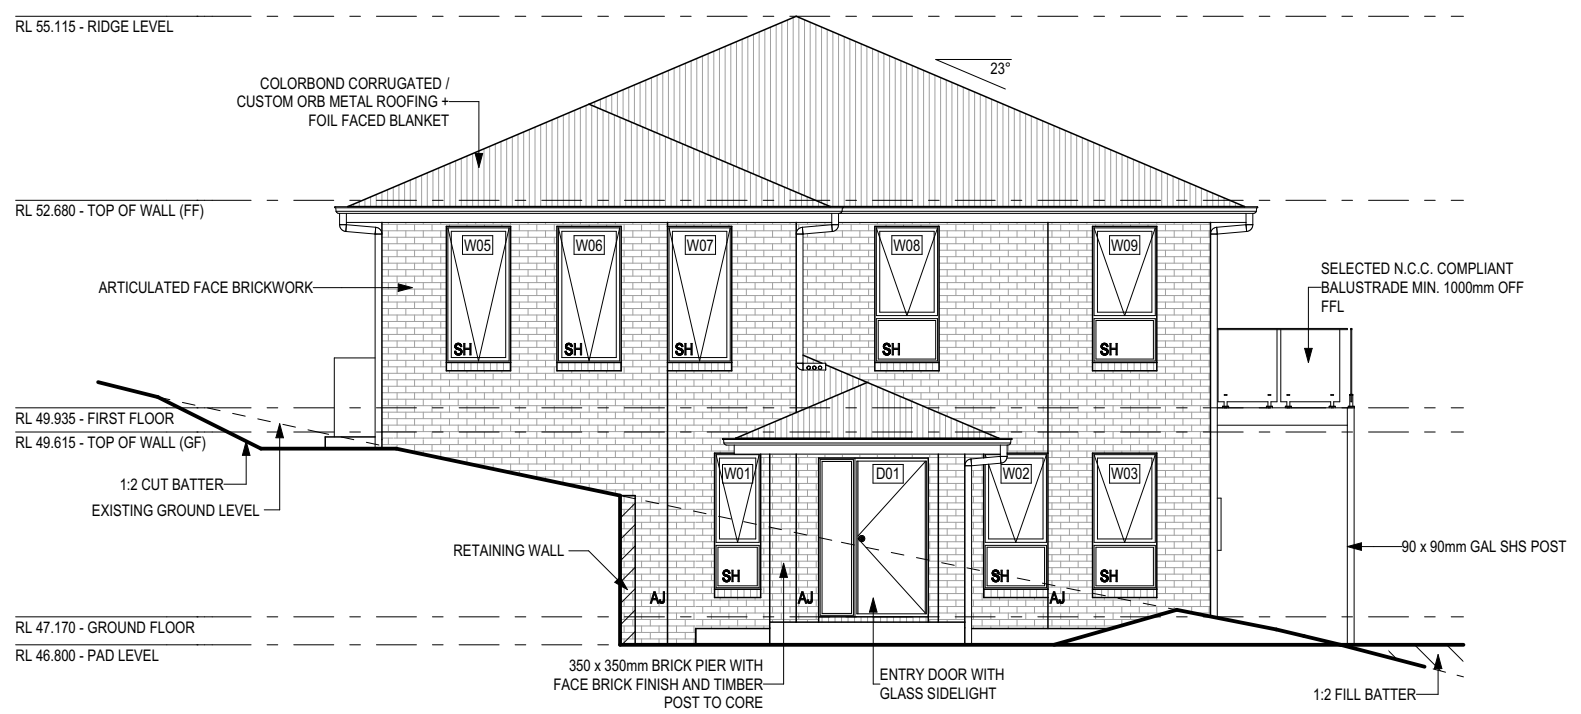 RL 55.115 - RIDGE LEVEL
23°
COLORBOND CORRUGATED /
CUSTOM ORB METAL ROOFING +
FOIL FACED BLANKET
RL 52.680 - TOP OF WALL (FF)
W05
W06
W07
W08
W09
SELECTED N.C.C. COMPLIANT
BALUSTRADE MIN. 1000mm OFF
FFL
ARTICULATED FACE BRICKWORK
SH
SH
SH
SH
SH
RL 49.935 - FIRST FLOOR
RL 49.615 - TOP OF WALL (GF)
W01
D01
W02
W03
1:2 CUT BATTER
EXISTING GROUND LEVEL
RETAINING WALL
90 x 90mm GAL SHS POST
SH
SH
SH
AJ
AJ
AJ
RL 47.170 - GROUND FLOOR
RL 46.800 - PAD LEVEL
350 x 350mm BRICK PIER WITH
FACE BRICK FINISH AND TIMBER
POST TO CORE
ENTRY DOOR WITH
GLASS SIDELIGHT
1:2 FILL BATTER